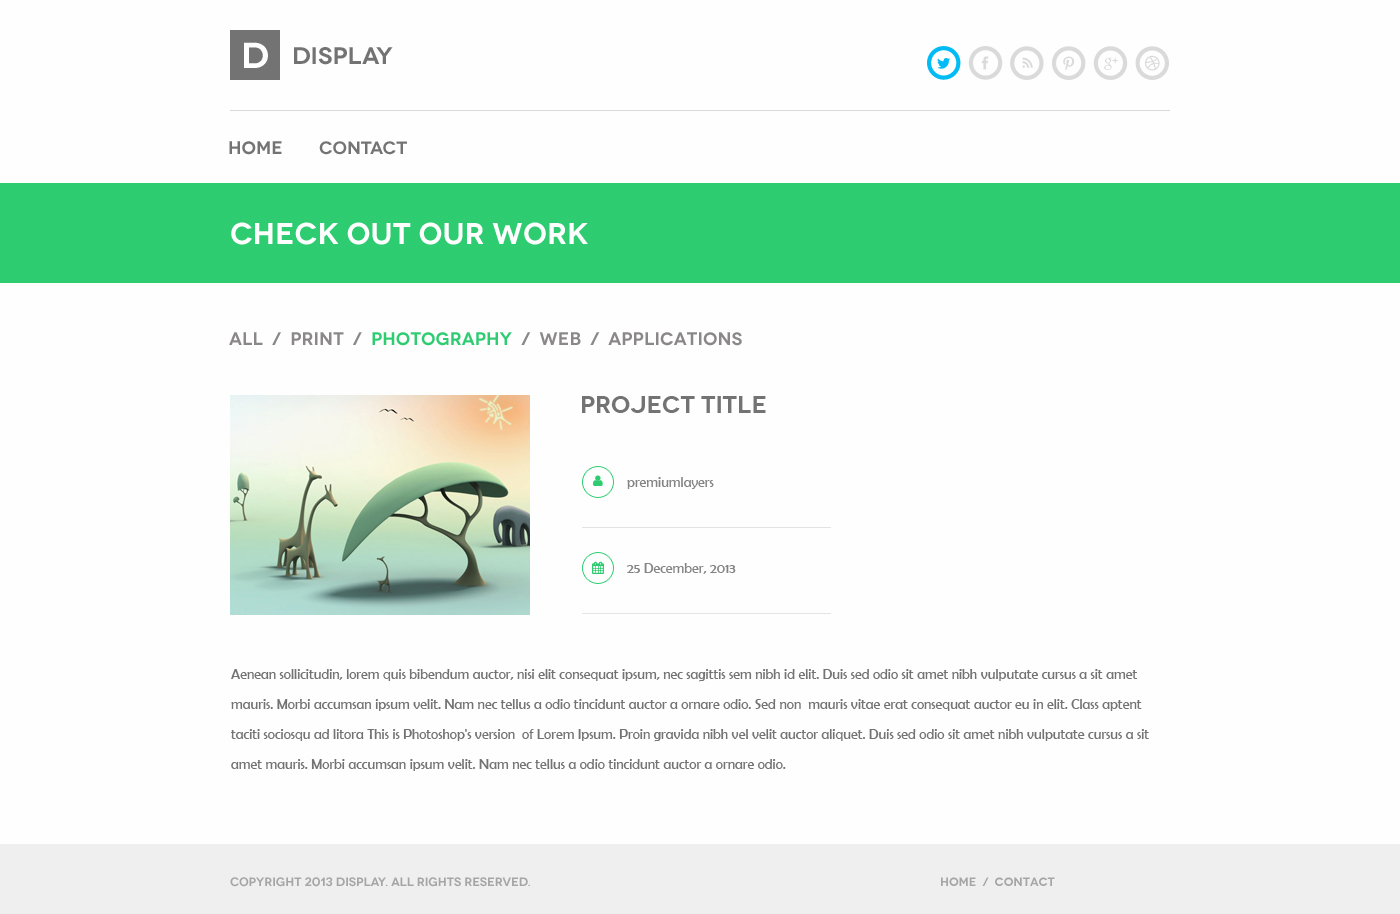 D DISPLAY
HOME CONTACT
CHECK OUT OUR WORK
ALL / PRINT / PHOTOGRAPHY / WEB / APPLICATIONS
PROJECT TITLE
premiumlayers
25 December, 2013
Aenean sollicitudin, lorem quis bibendum auctor, nisi elit consequat ipsum, nec sagittis sem nibh id elit. Duis sed odio sit amet nibh vulputate cursus a sit amet
mauris. Morbi accumsan ipsum velit. Nam nec tellus a odio tincidunt auctor a ornare odio. Sed non  mauris vitae erat consequat auctor eu in elit. Class aptent
taciti sociosqu ad litora This is Photoshop's version  of Lorem Ipsum. Proin gravida nibh vel velit auctor aliquet. Duis sed odio sit amet nibh vulputate cursus a sit
amet mauris. Morbi accumsan ipsum velit. Nam nec tellus a odio tincidunt auctor a ornare odio.
COPYRIGHT 2013 DISPLAY. ALL RIGHTS RESERVED.
HOME / CONTACT